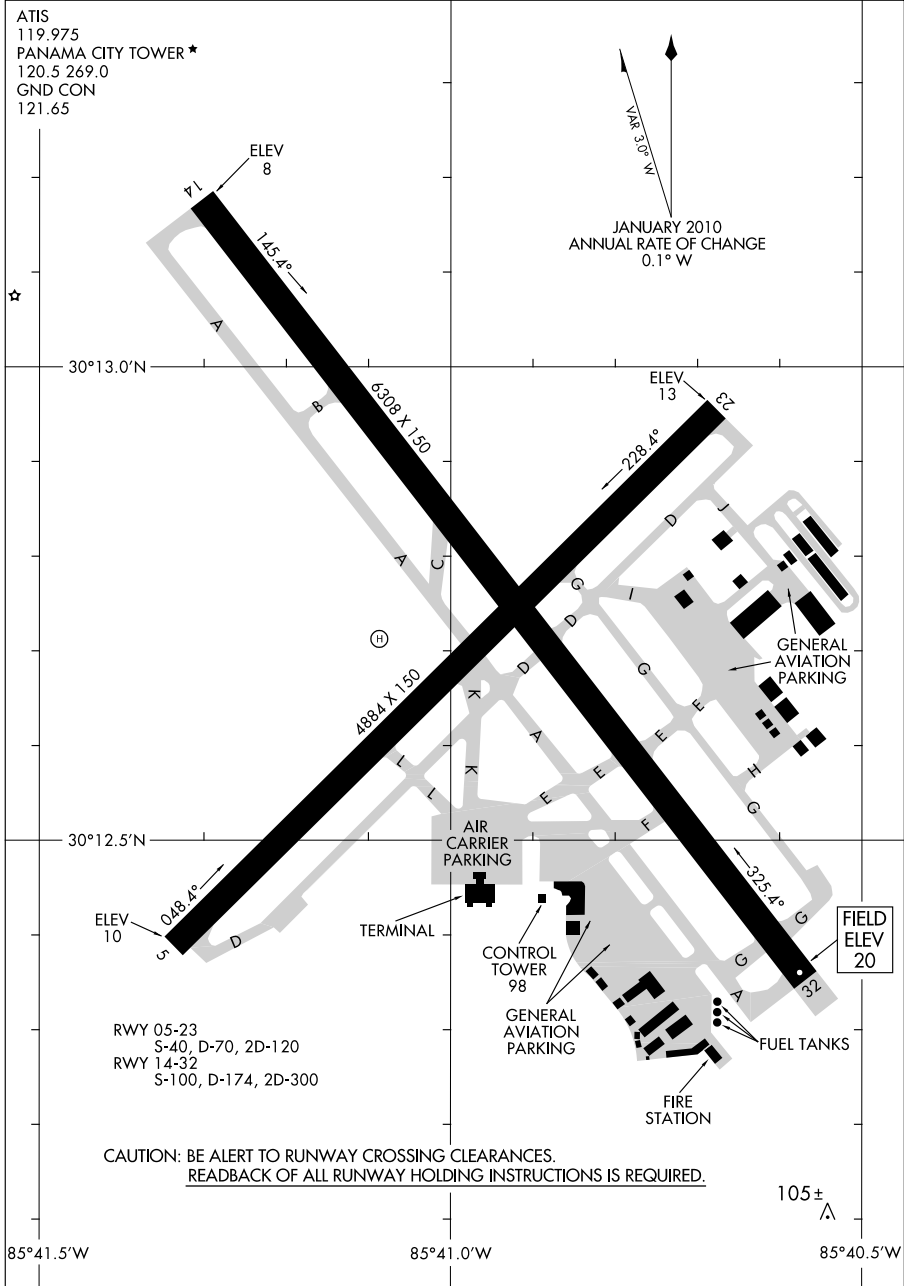 ATIS
119.975
PANAMA CITY TOWER
120.5 269.0
GND CON
121.65
VAR 3.0° W
JANUARY 2010
ANNUAL RATE OF CHANGE
0.1° W
ELEV
8
14
145.4°
A
30°13.0'N
B
6308 X 150
ELEV
13
23
228.4°
D
J
A
C
G
I
D
H
GENERAL
AVIATION
PARKING
D
G
K
4884 X 150
E
A
E
L
K
E
H
L
E
F
G
30°12.5'N
AIR
CARRIER
PARKING
325.4°
048.4°
ELEV
10
5
D
TERMINAL
CONTROL
TOWER
98
G
G
FIELD
ELEV
20
32
A
GENERAL
AVIATION
PARKING
FUEL TANKS
RWY 05-23
S-40, D-70, 2D-120
RWY 14-32
S-100, D-174, 2D-300
FIRE
STATION
CAUTION: BE ALERT TO RUNWAY CROSSING CLEARANCES.
READBACK OF ALL RUNWAY HOLDING INSTRUCTIONS IS REQUIRED.
105±
85°41.5'W
85°41.0'W
85°40.5'W